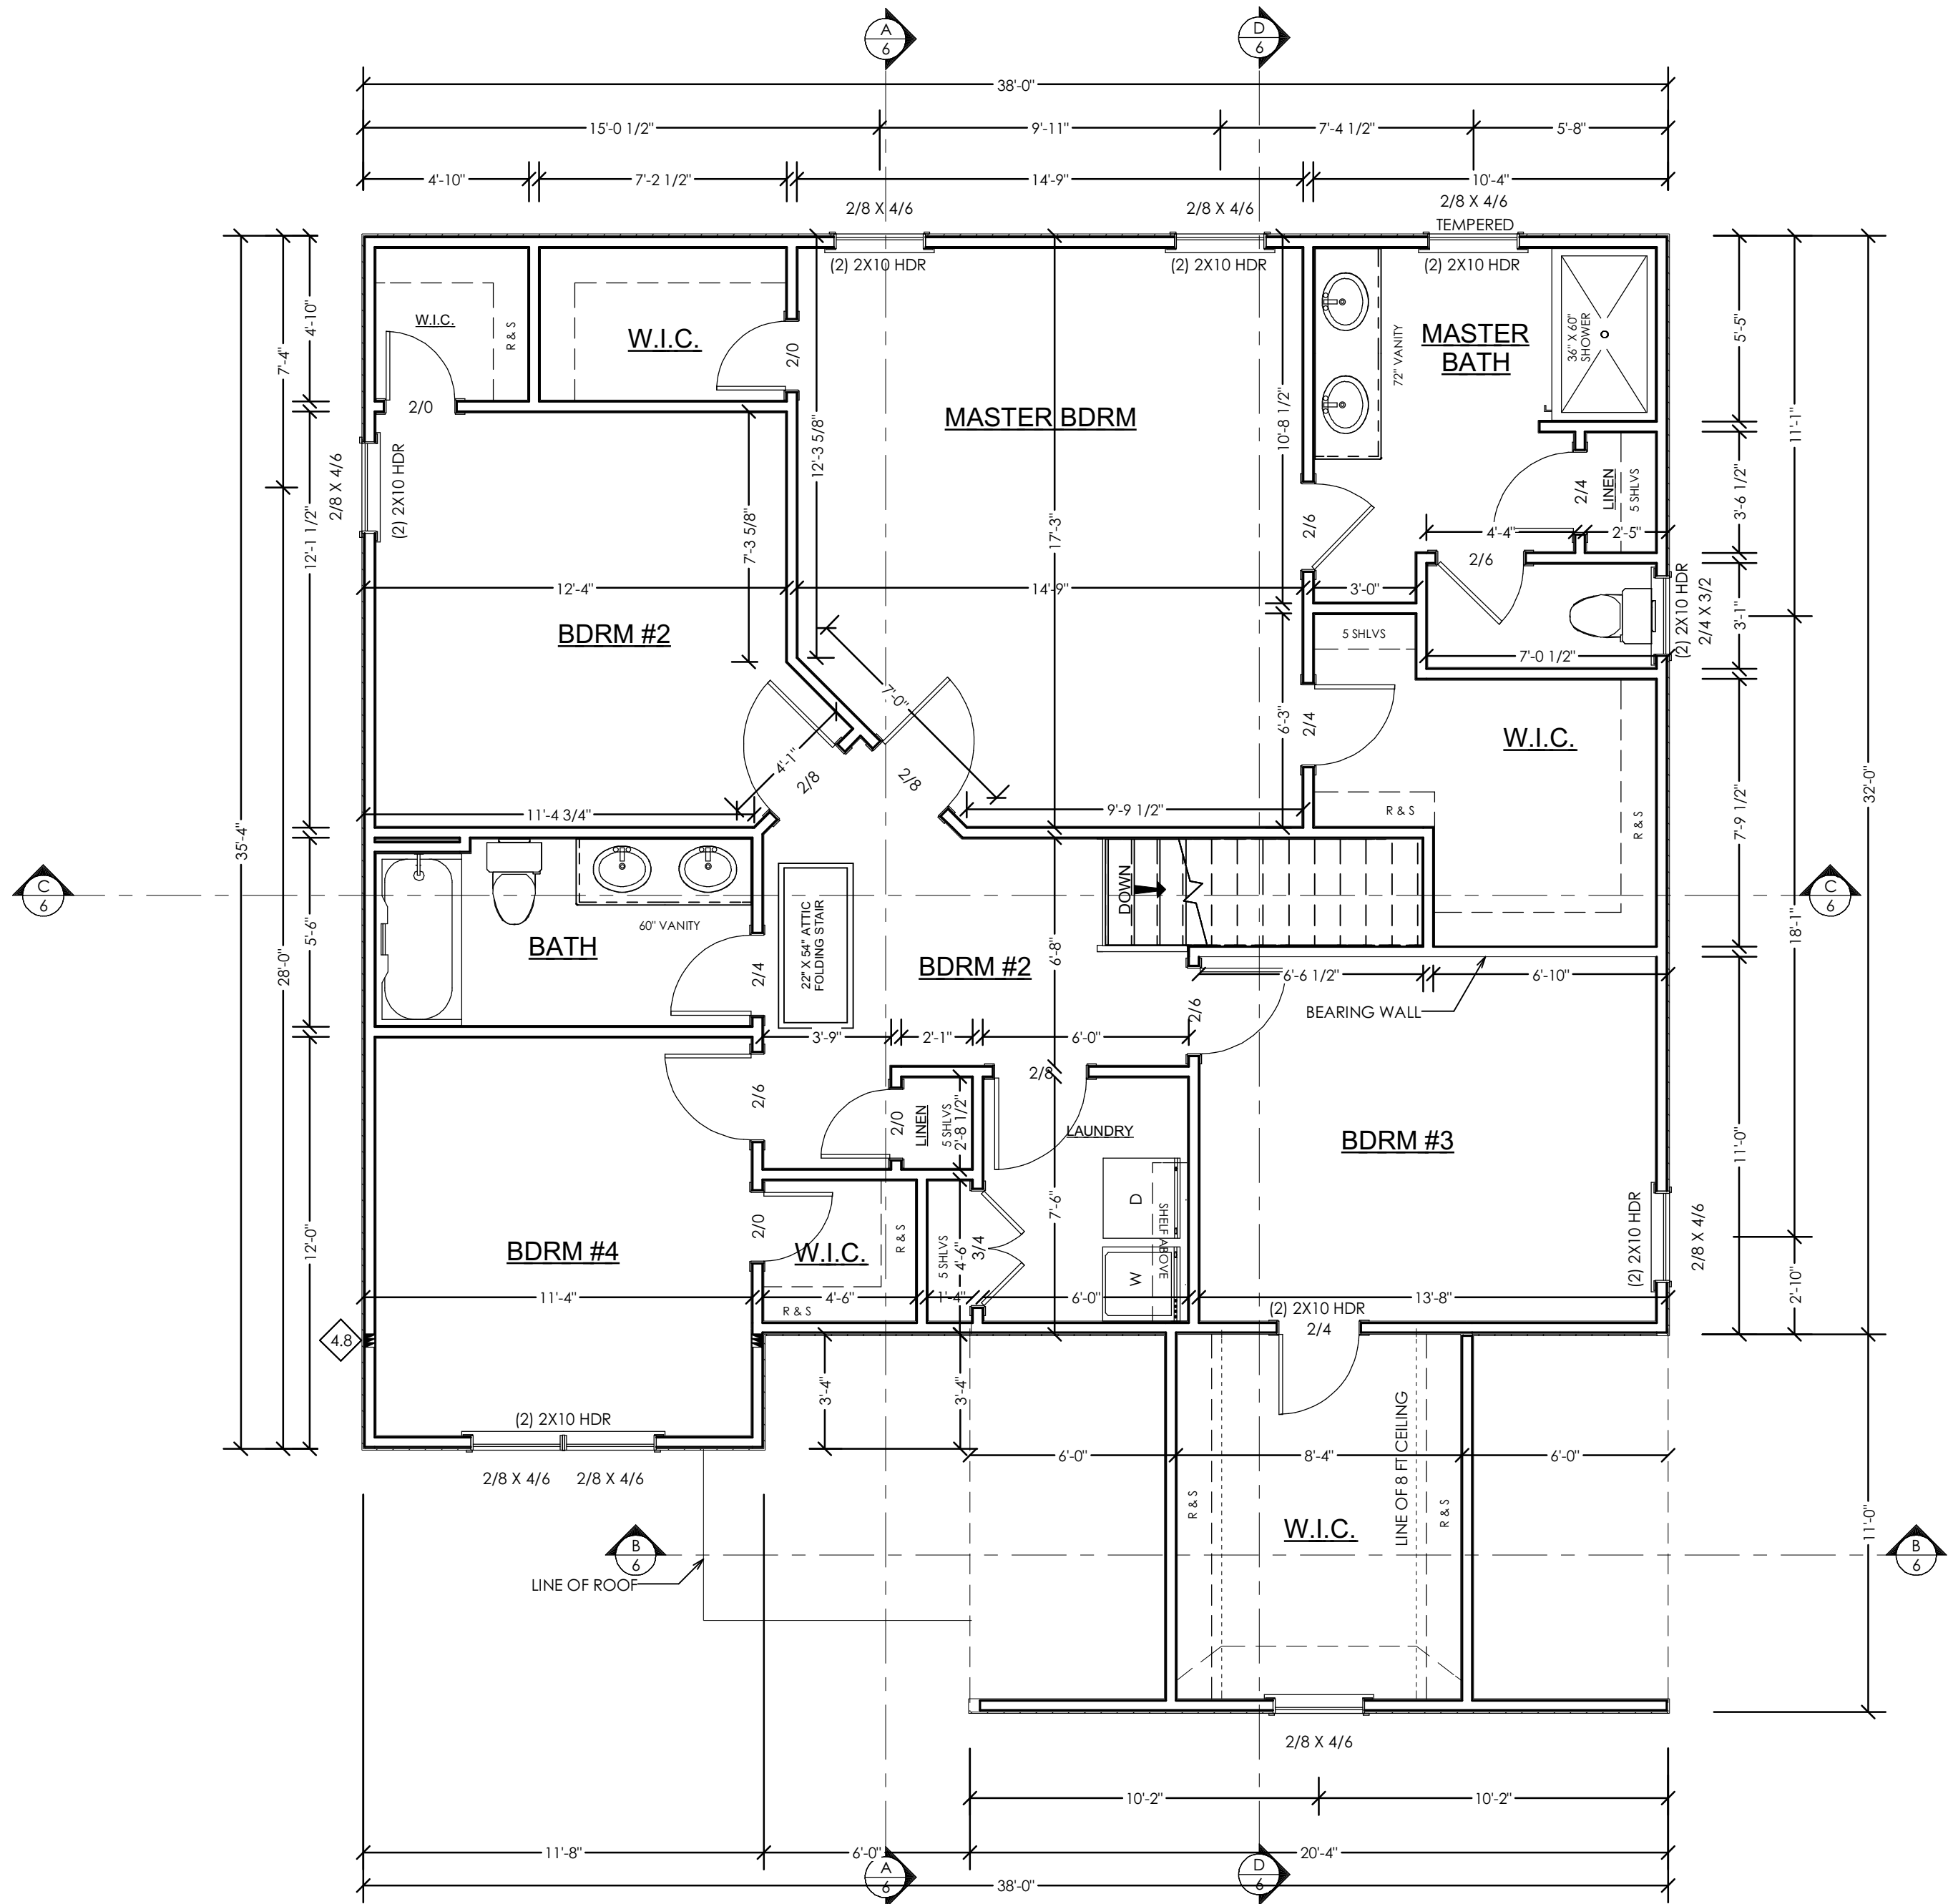 A
6
D
6
38'-0"
15'-0 1/2"
9'-11"
7'-4 1/2"
5'-8"
4'-10"
7'-2 1/2"
14'-9"
10'-4"
2/8 X 4/6
2/8 X 4/6
2/8 X 4/6
TEMPERED
(2) 2X10 HDR
(2) 2X10 HDR
(2) 2X10 HDR
W.I.C.
R & S
W.I.C.
2/0
2/0
MASTER BDRM
MASTER
BATH
72" VANITY
36" X 60"
SHOWER
4'-10"
7'-4"
12'-1 1/2"
2/8 X 4/6
(2) 2X10 HDR
7'-3 5/8"
12'-3 5/8"
17'-3"
10'-8 1/2"
5'-5"
11'-1"
3'-6 1/2"
2/4
LINEN
5 SHLVS
2/6
4'-4"
2'-5"
2/6
12'-4"
14'-9"
3'-0"
(2) 2X10 HDR
2/4 X 3/2
3'-1"
BDRM #2
5 SHLVS
7'-0 1/2"
7'-0"
4'-1"
2/8
2/8
6'-3"
2/4
W.I.C.
R & S
R & S
7'-9 1/2"
32'-0"
11'-4 3/4"
9'-9 1/2"
35'-4"
28'-0"
5'-6"
C
6
C
6
60" VANITY
BATH
2/4
22" X 54" ATTIC
FOLDING STAIR
BDRM #2
6'-8"
DOWN
18'-1"
6'-6 1/2"
6'-10"
BEARING WALL
2/6
3'-9"
2'-1"
6'-0"
2/8
2/6
2/0
LINEN
5 SHLVS
2'-8 1/2"
LAUNDRY
BDRM #3
11'-0"
12'-0"
BDRM #4
2/0
W.I.C.
R & S
R & S
5 SHLVS
4'-6"
3/4
7'-6"
D
W
SHELF ABOVE
(2) 2X10 HDR
2/8 X 4/6
2'-10"
11'-4"
4'-6"
1'-4"
6'-0"
13'-8"
(2) 2X10 HDR
2/4
4.8
3'-4"
3'-4"
(2) 2X10 HDR
2/8 X 4/6
2/8 X 4/6
6'-0"
8'-4"
6'-0"
LINE OF 8 FT CEILING
R & S
R & S
W.I.C.
11'-0"
B
6
B
6
LINE OF ROOF
2/8 X 4/6
10'-2"
10'-2"
11'-8"
6'-0"
20'-4"
A
6
D
6
38'-0"